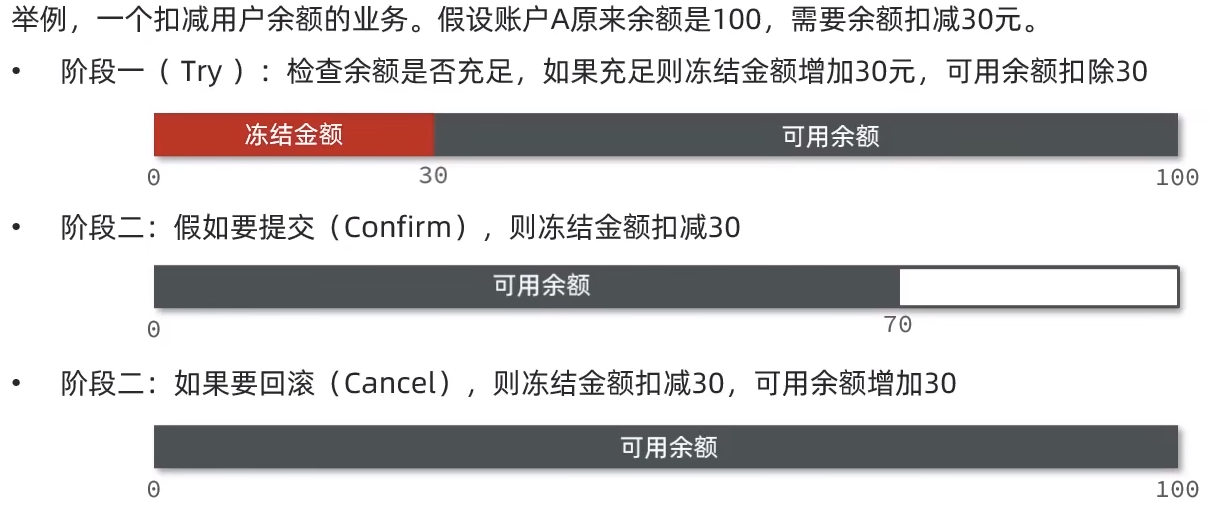 举例，一个扣减用户余额的业务。假设账户A原来余额是100，需要余额扣减30元。
• 阶段一（ Try ）：检查余额是否充足，如果充足则冻结金额增加30元，可用余额扣除30
冻结金额 可用余额
0 30 100
• 阶段二：假如要提交（Confirm），则冻结金额扣减30
可用余额
0 70
• 阶段二：如果要回滚（Cancel），则冻结金额扣减30，可用余额增加30
可用余额
0 100